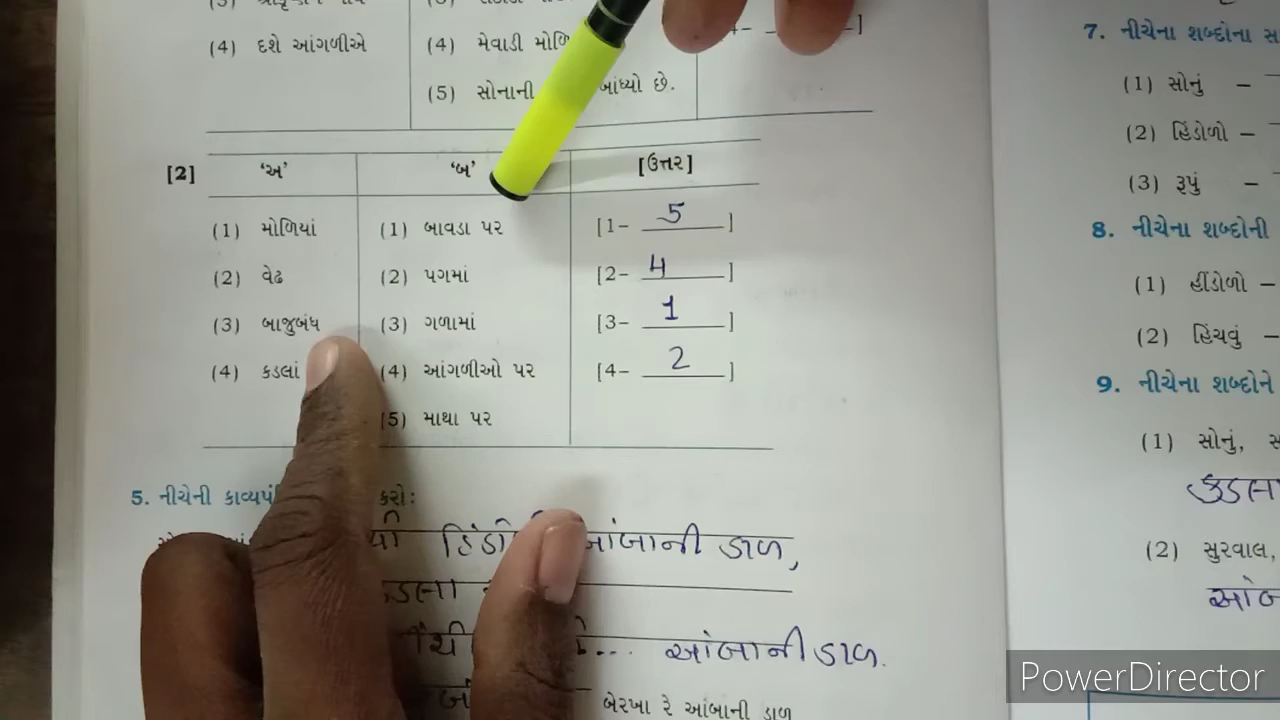 (4) દશે આંગળીએ (4) મેવાડી
(5) સોનાની બાંધ્યો છે.
[2] ‘અ’ ‘બ’ [ઉત્તર]
(1) મોળિયાં (1) બાવડા પર [1- 5 ]
(2) વેઢ (2) પગમાં [2- 4 ]
(3) બાજુબંધ (3) ગળામાં [3- 1 ]
(4) કડલાં (4) આંગળીઓ પર [4- 2 ]
(5) માથા પર
5. નીચેની કરો:
આંબાની ડાળ,
કડલા
આંબાની ડાળ.
બેરખા રે આંબાની ડાળ
7. નીચેના શબ્દોના
(1) સોનું –
(2) હિંડોળો –
(3) રૂપું –
8. નીચેના શબ્દોની
(1) હીંડોળો –
(2) હિંચવું –
9. નીચેના શબ્દોને
(1) સોનું,
(2) સુરવાલ,
PowerDirector